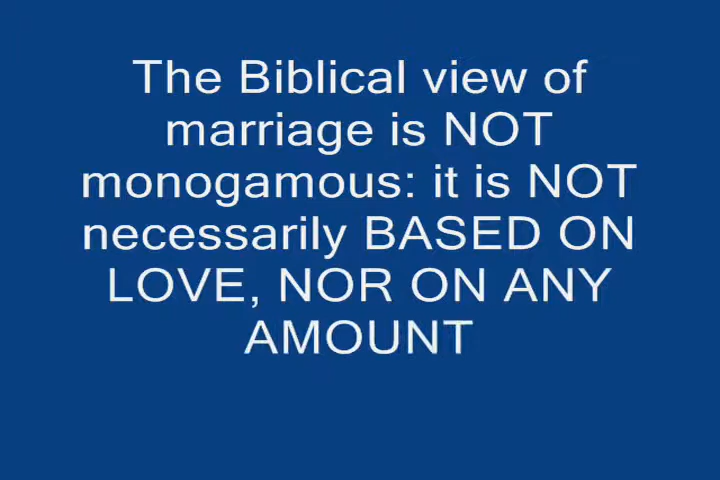 The Biblical view of
marriage is NOT
monogamous: it is NOT
necessarily BASED ON
LOVE, NOR ON ANY
AMOUNT